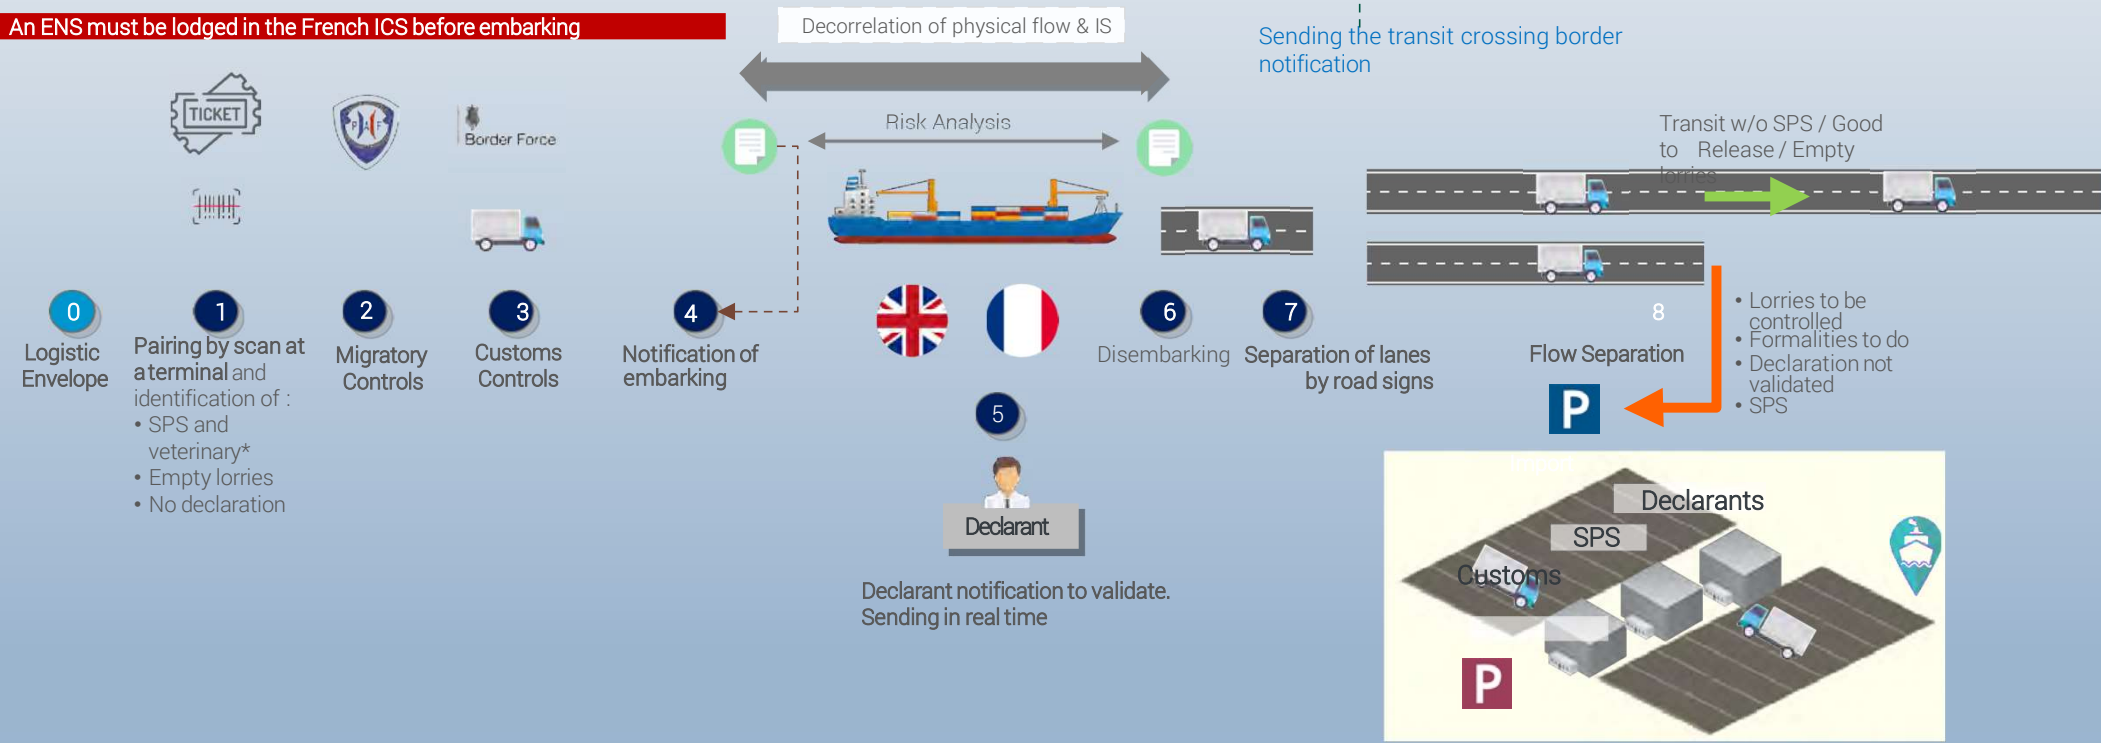 An ENS must be lodged in the French ICS before embarking
Decorrelation of physical flow & IS
Sending the transit crossing border
notification
TICKET
PAF
Border Force
Risk Analysis
Transit w/o SPS / Good
to Release / Empty
lorries
0
Logistic
Envelope
1
Pairing by scan at
a terminal and
identification of :
• SPS and
veterinary*
• Empty lorries
• No declaration
2
Migratory
Controls
3
Customs
Controls
4
Notification of
embarking
5
Declarant
Declarant notification to validate.
Sending in real time
6
Disembarking
7
Separation of lanes
by road signs
8
Flow Separation
• Lorries to be
controlled
• Formalities to do
• Declaration not
validated
• SPS
P
Declarants
SPS
Customs
P